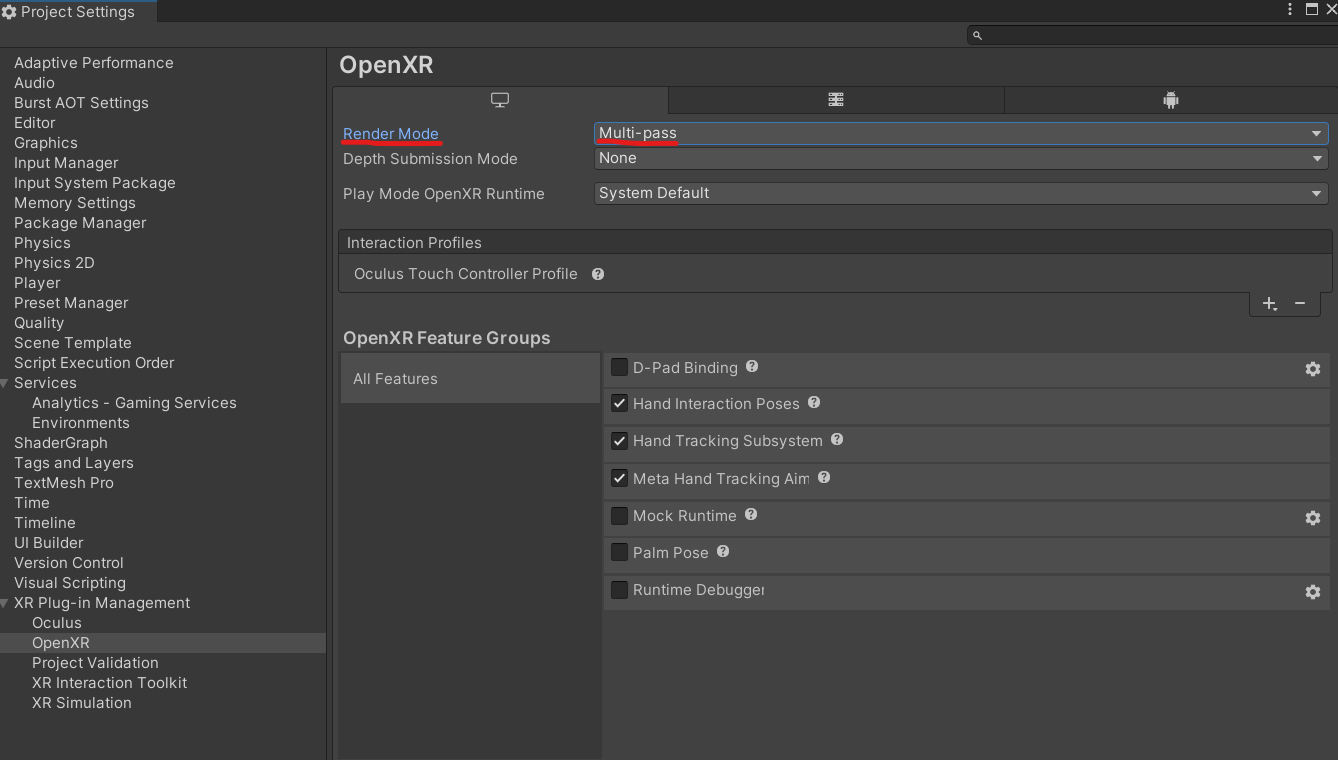 Project Settings
Adaptive Performance
Audio
Burst AOT Settings
Editor
Graphics
Input Manager
Input System Package
Memory Settings
Package Manager
Physics
Physics 2D
Player
Preset Manager
Quality
Scene Template
Script Execution Order
Services
Analytics - Gaming Services
Environments
ShaderGraph
Tags and Layers
TextMesh Pro
Time
Timeline
UI Builder
Version Control
Visual Scripting
XR Plug-in Management
Oculus
OpenXR
Project Validation
XR Interaction Toolkit
XR Simulation
OpenXR
Render Mode Multi-pass
Depth Submission Mode None
Play Mode OpenXR Runtime System Default
Interaction Profiles
Oculus Touch Controller Profile
OpenXR Feature Groups
All Features
D-Pad Binding
Hand Interaction Poses
Hand Tracking Subsystem
Meta Hand Tracking Aim
Mock Runtime
Palm Pose
Runtime Debugger